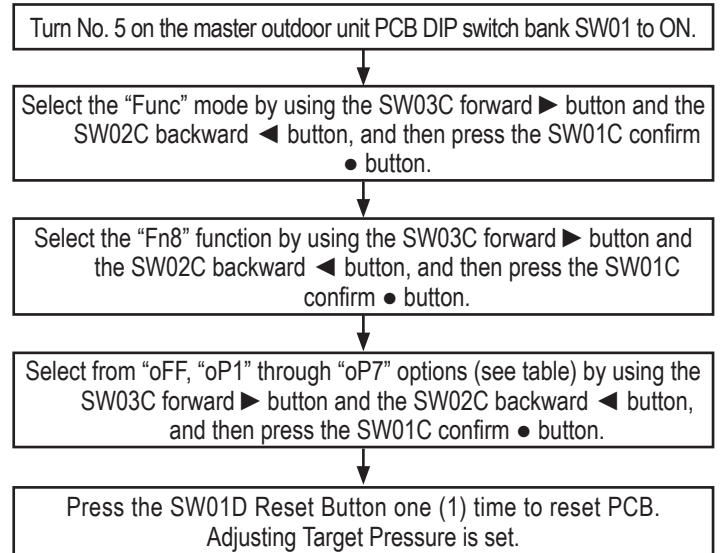 Turn No. 5 on the master outdoor unit PCB DIP switch bank SW01 to ON.
Select the “Func” mode by using the SW03C forward ► button and the
SW02C backward ◄ button, and then press the SW01C confirm
● button.
Select the “Fn8” function by using the SW03C forward ► button and
the SW02C backward ◄ button, and then press the SW01C
confirm ● button.
Select from “oFF, “oP1” through “oP7” options (see table) by using the
SW03C forward ► button and the SW02C backward ◄ button,
and then press the SW01C confirm ● button.
Press the SW01D Reset Button one (1) time to reset PCB.
Adjusting Target Pressure is set.